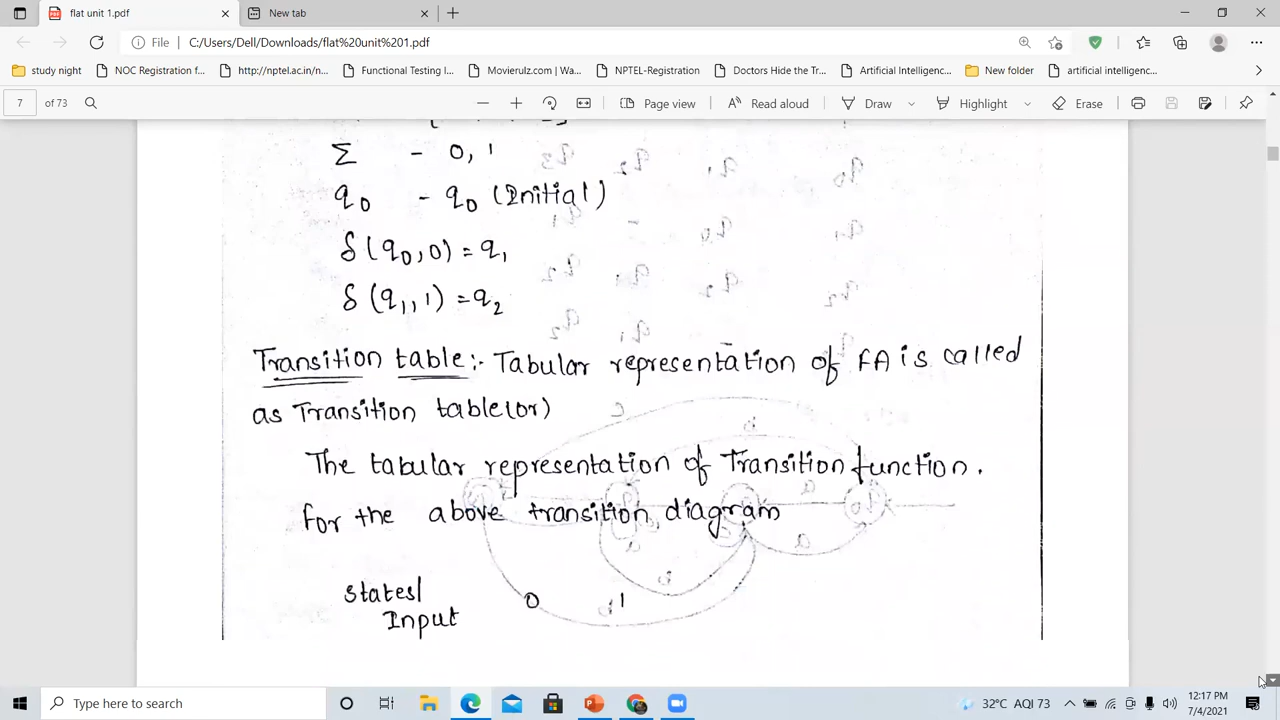 flat unit 1.pdf
New tab
File | C:/Users/Dell/Downloads/flat%20unit%201.pdf
study night
NOC Registration f...
http://nptel.ac.in/n...
Functional Testing I...
Movierulz.com | Wa...
NPTEL-Registration
Doctors Hide the Tr...
Artificial Intelligenc...
New folder
artificial intelligenc...
7 of 73
Page view
Read aloud
Draw
Highlight
Erase
Σ - 0, 1
q0 - q0 (Initial)
δ(q0,0) = q1
δ(q1,1) = q2
Transition table:- Tabular representation of FA is called
as Transition table(or)
The tabular representation of Transition function.
for the above transition diagram
states/ 0 1
Input
Type here to search
32°C AQI 73
12:17 PM
7/4/2021